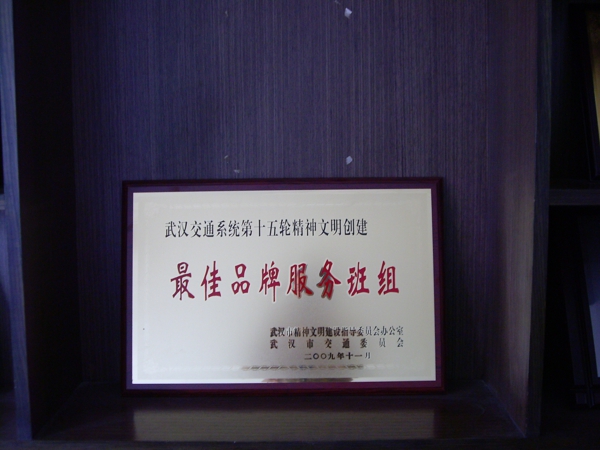 武汉交通系统第十五轮精神文明创建
最佳品牌服务班组
武汉市精神文明建设指导委员会办公室
武汉市交通委员会
二〇〇九年十一月